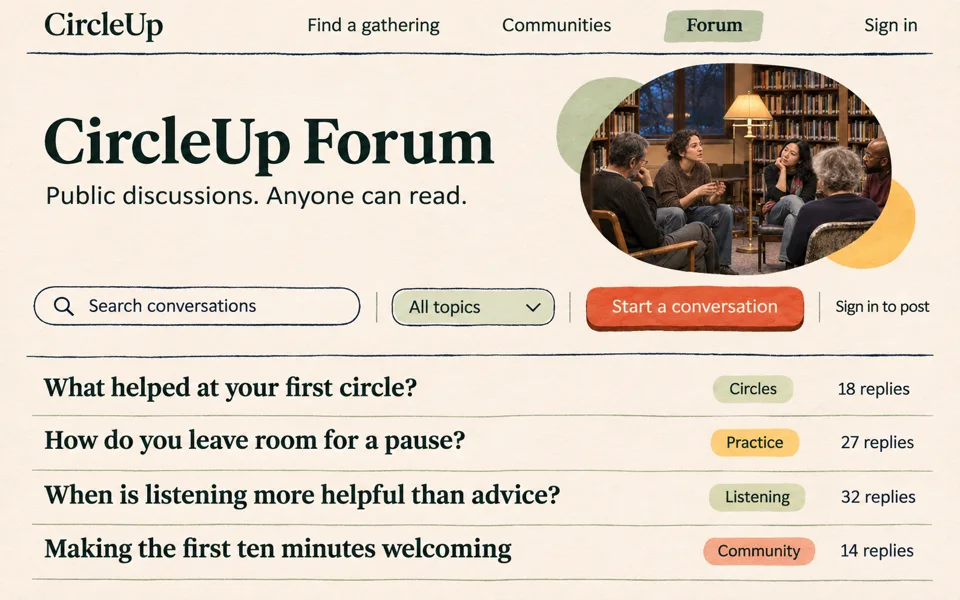 CircleUp
Find a gathering
Communities
Forum
Sign in
CircleUp Forum
Public discussions. Anyone can read.
Search conversations
All topics
Start a conversation
Sign in to post
What helped at your first circle?
Circles
18 replies
How do you leave room for a pause?
Practice
27 replies
When is listening more helpful than advice?
Listening
32 replies
Making the first ten minutes welcoming
Community
14 replies